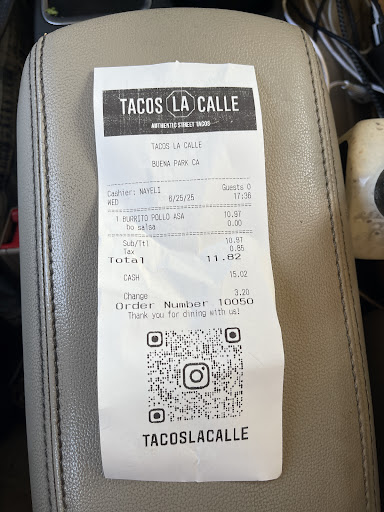 TACOS LA CALLE
AUTHENTIC STREET TACOS
TACOS LA CALLE
BUENA PARK CA
Cashier: NAYELI Guests 0
WED 6/25/25 17:36
1 BURRITO POLLO ASA 10.97
no salsa 0.00
Sub/Ttl 10.97
Tax 0.85
Total 11.82
CASH 15.02
Change 3.20
Order Number 10050
Thank you for dining with us!
TACOSLACALLE